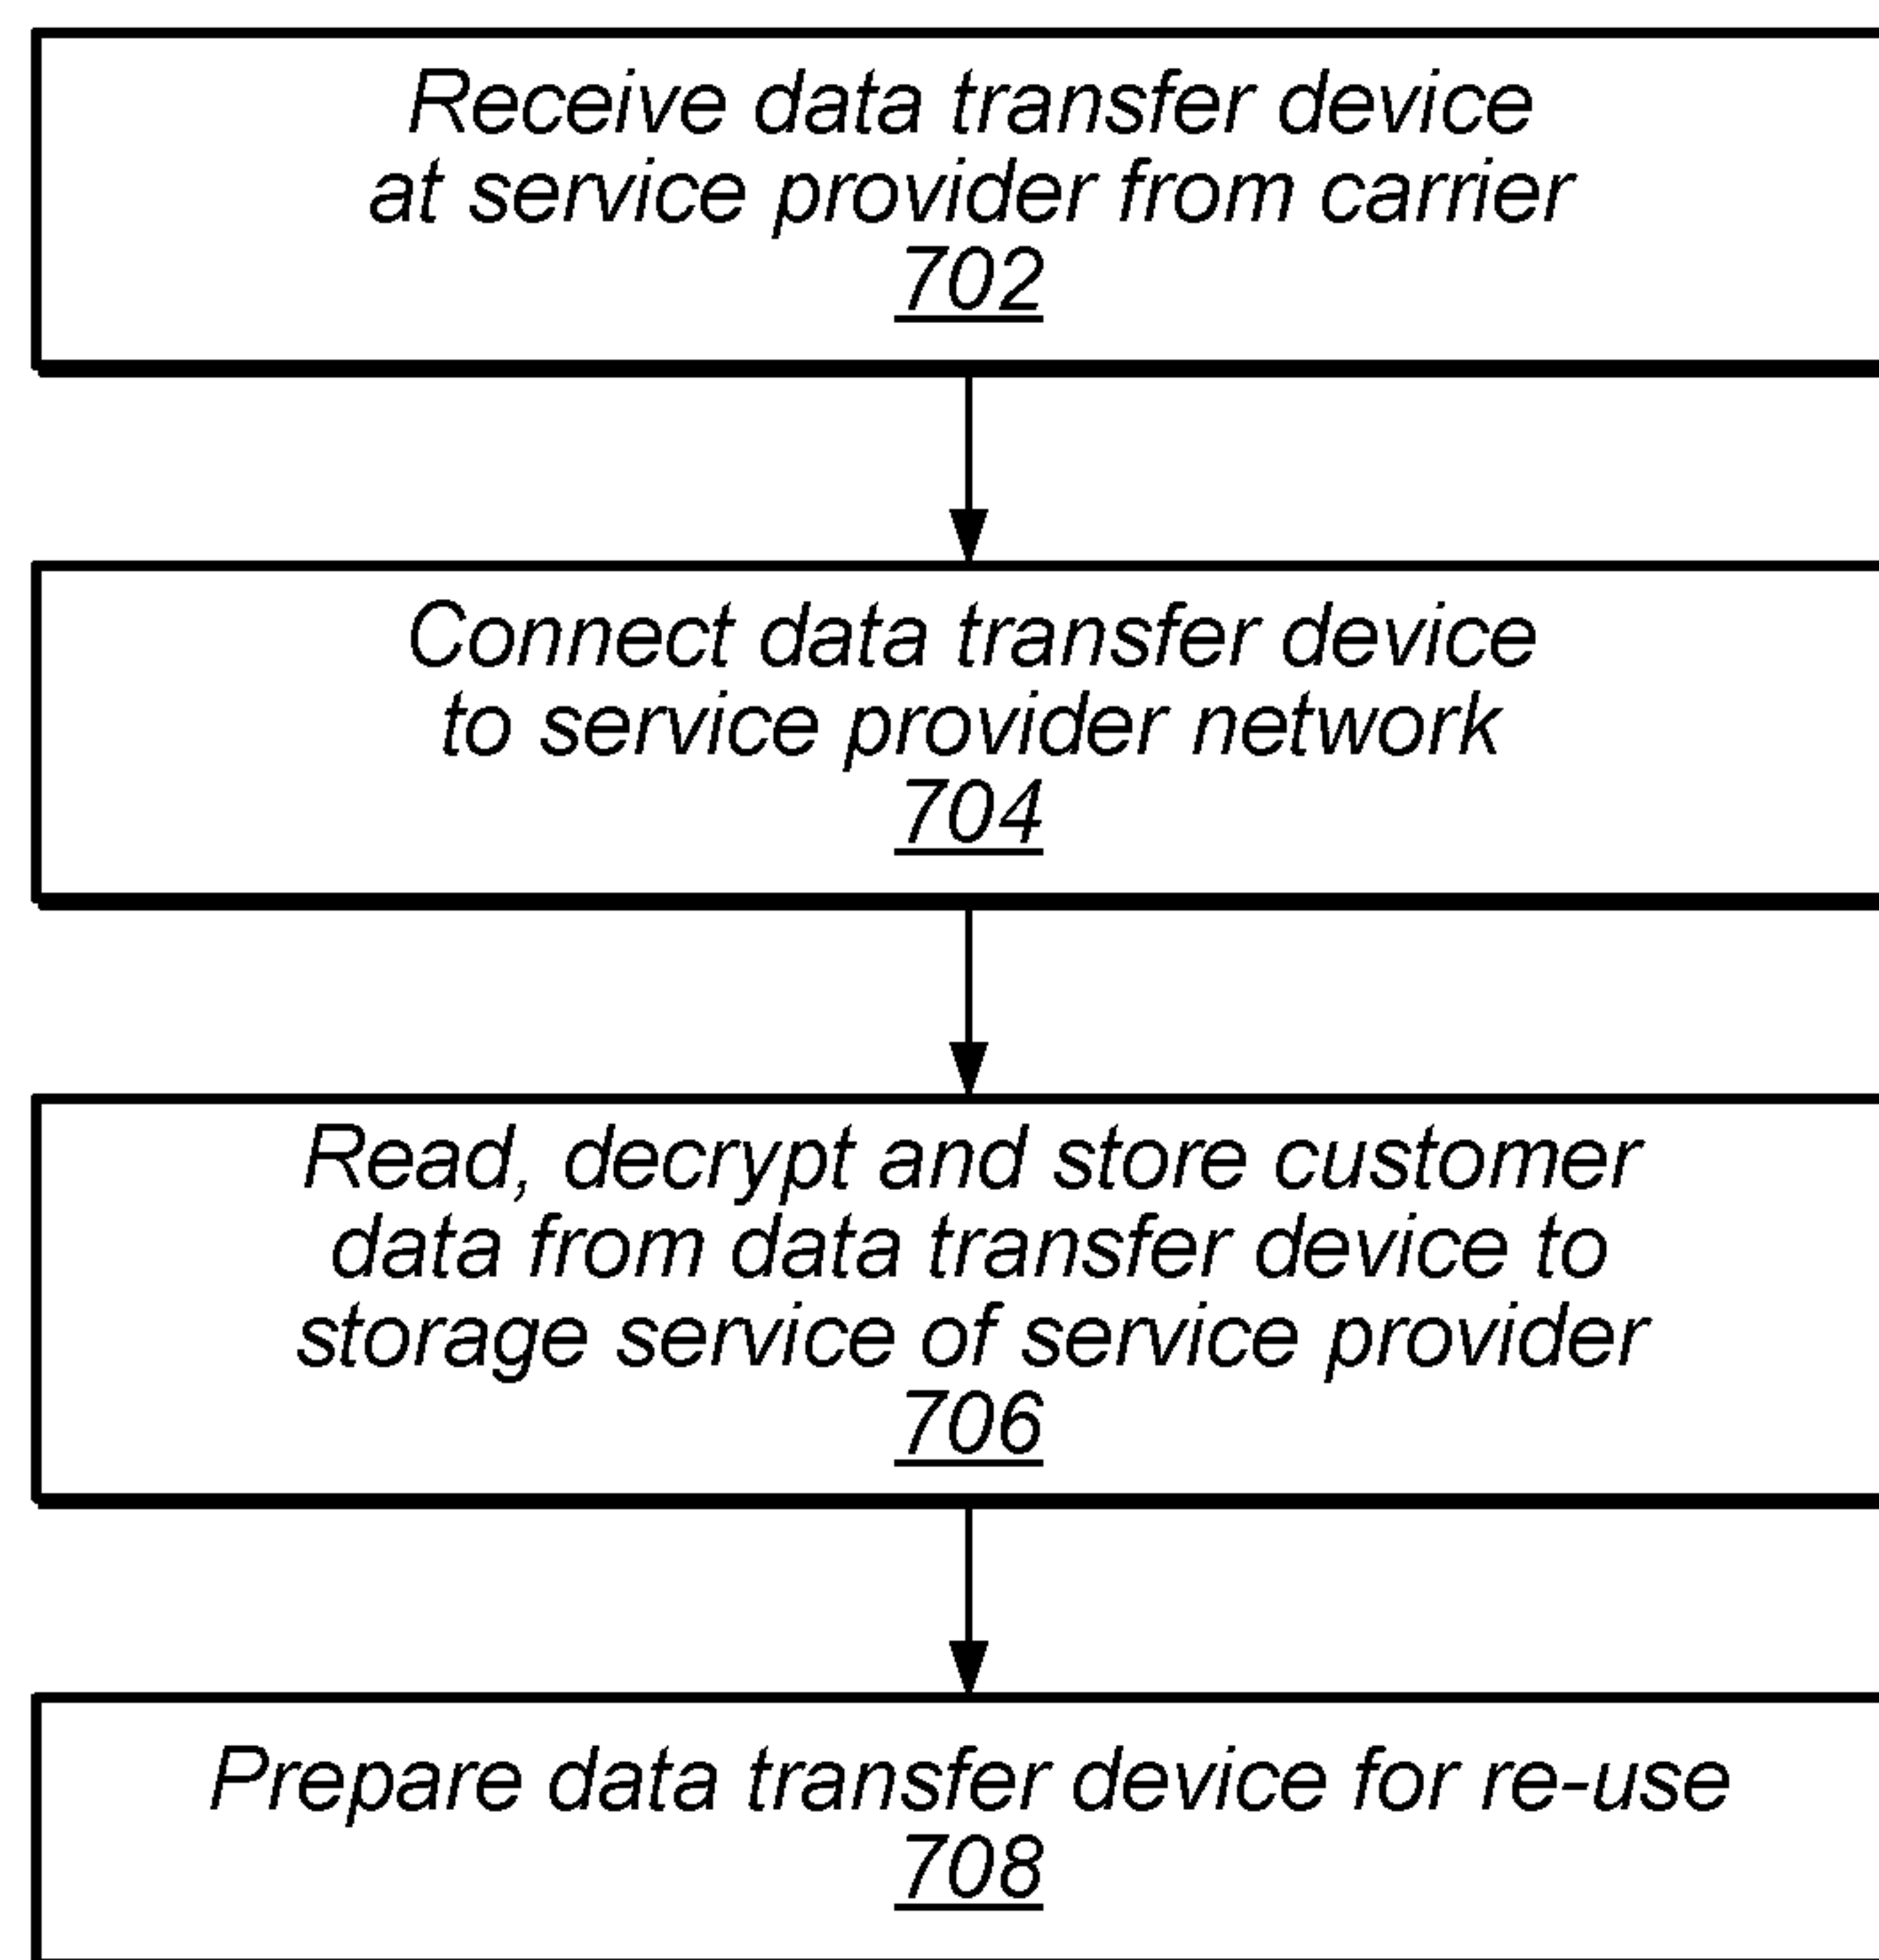 Receive data transfer device
at service provider from carrier
702
Connect data transfer device
to service provider network
704
Read, decrypt and store customer
data from data transfer device to
storage service of service provider
706
Prepare data transfer device for re-use
708